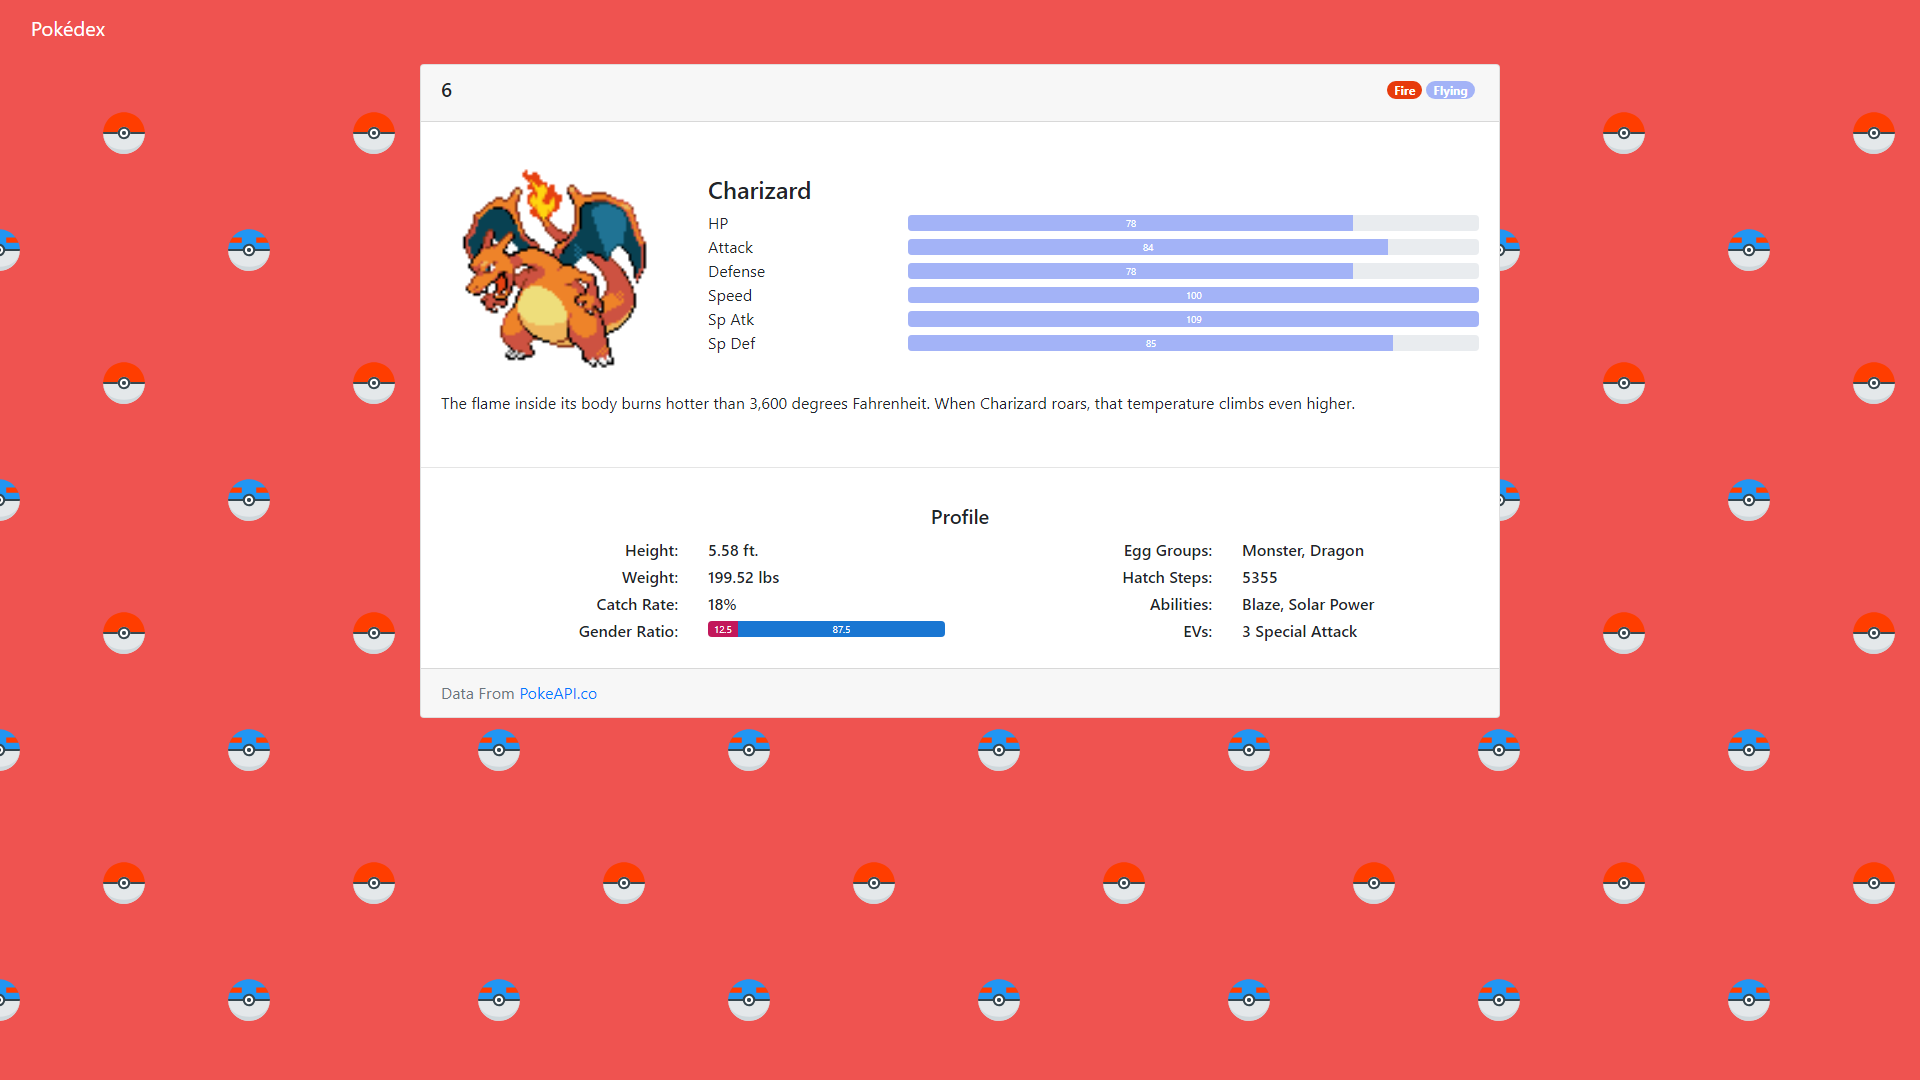 Pokédex
6 Fire Flying
Charizard
HP 78
Attack 84
Defense 78
Speed 100
Sp Atk 109
Sp Def 85
The flame inside its body burns hotter than 3,600 degrees Fahrenheit. When Charizard roars, that temperature climbs even higher.
Profile
Height: 5.58 ft. Egg Groups: Monster, Dragon
Weight: 199.52 lbs Hatch Steps: 5355
Catch Rate: 18% Abilities: Blaze, Solar Power
Gender Ratio: 12.5 87.5 EVs: 3 Special Attack
Data From PokeAPI.co